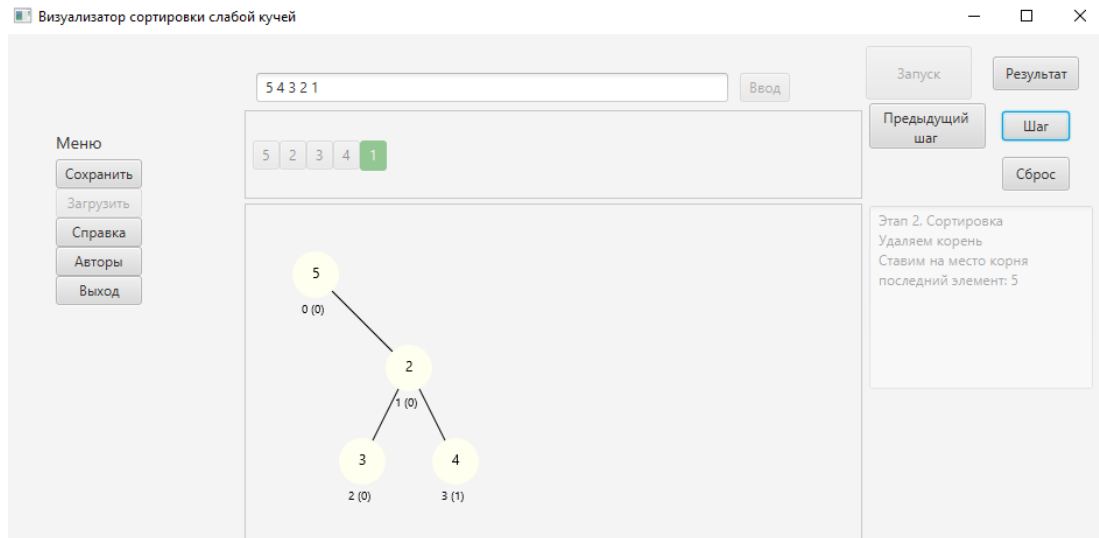 Визуализатор сортировки слабой кучей
5 4 3 2 1
Ввод
Запуск
Результат
Предыдущий
шаг
Шаг
Сброс
Меню
Сохранить
Загрузить
Справка
Авторы
Выход
5 2 3 4 1
Этап 2. Сортировка
Удаляем корень
Ставим на место корня
последний элемент: 5
5
0 (0)
2
1 (0)
3
2 (0)
4
3 (1)